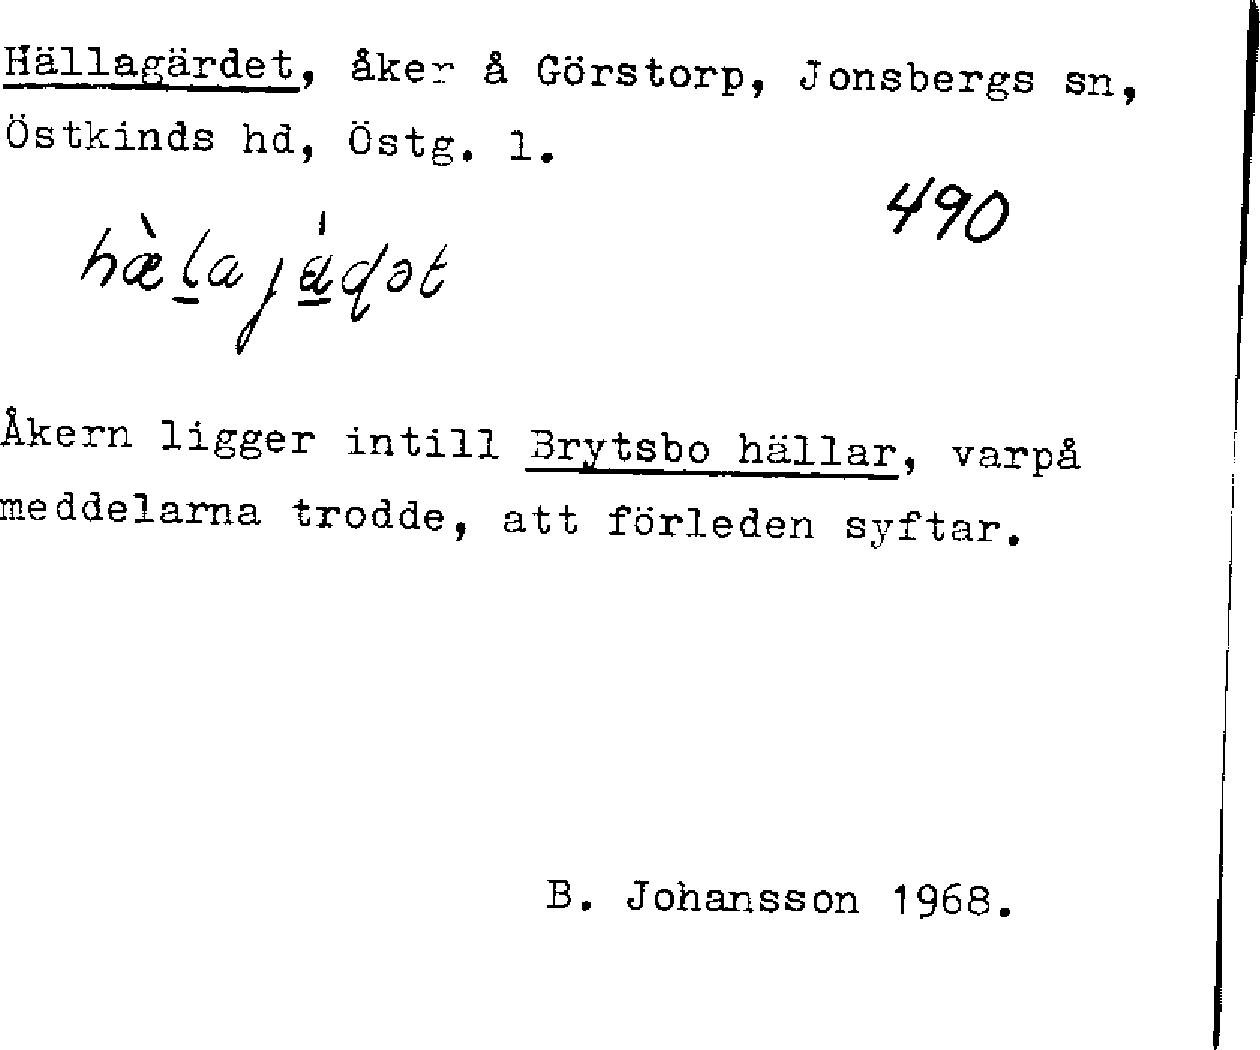 Hällagärdet, åker å Görstorp, Jonsbergs sn,
Östkinds hd, Östg. l.
490
Åkern ligger intill Brytsbo hällar, varpå
meddelarna trodde, att förleden syftar.
B. Johansson 1968.